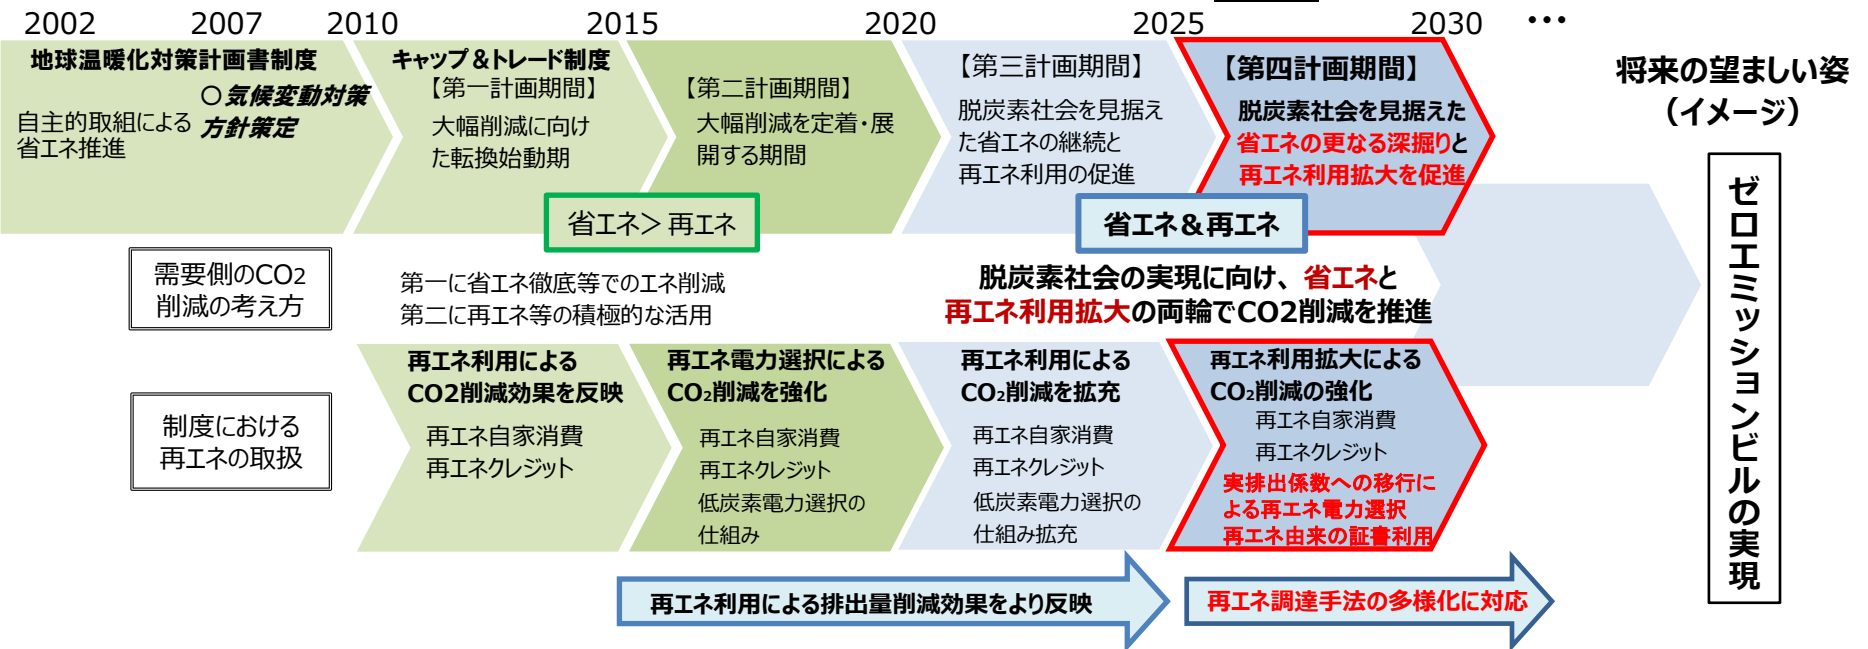 2002 2007 2010 2015 2020 2025 2030 …
地球温暖化対策計画書制度
○気候変動対策
方針策定
自主的取組による
省エネ推進
キャップ&トレード制度
【第一計画期間】
大幅削減に向け
た転換始動期
【第二計画期間】
大幅削減を定着・展
開する期間
【第三計画期間】
脱炭素社会を見据え
た省エネの継続と
再エネ利用の促進
【第四計画期間】
脱炭素社会を見据えた
省エネの更なる深掘りと
再エネ利用拡大を促進
将来の望ましい姿
(イメージ)
省エネ＞再エネ
省エネ&再エネ
需要側のCO2
削減の考え方
第一に省エネ徹底等でのエネ削減
第二に再エネ等の積極的な活用
脱炭素社会の実現に向け、省エネと
再エネ利用拡大の両輪でCO2削減を推進
制度における
再エネの取扱
再エネ利用による
CO2削減効果を反映
再エネ自家消費
再エネクレジット
再エネ電力選択による
CO₂削減を強化
再エネ自家消費
再エネクレジット
低炭素電力選択の
仕組み
再エネ利用による
CO₂削減を拡充
再エネ自家消費
再エネクレジット
低炭素電力選択の
仕組み拡充
再エネ利用拡大による
CO₂削減の強化
再エネ自家消費
再エネクレジット
実排出係数への移行に
よる再エネ電力選択
再エネ由来の証書利用
再エネ利用による排出量削減効果をより反映
再エネ調達手法の多様化に対応
ゼロエミッションビルの実現